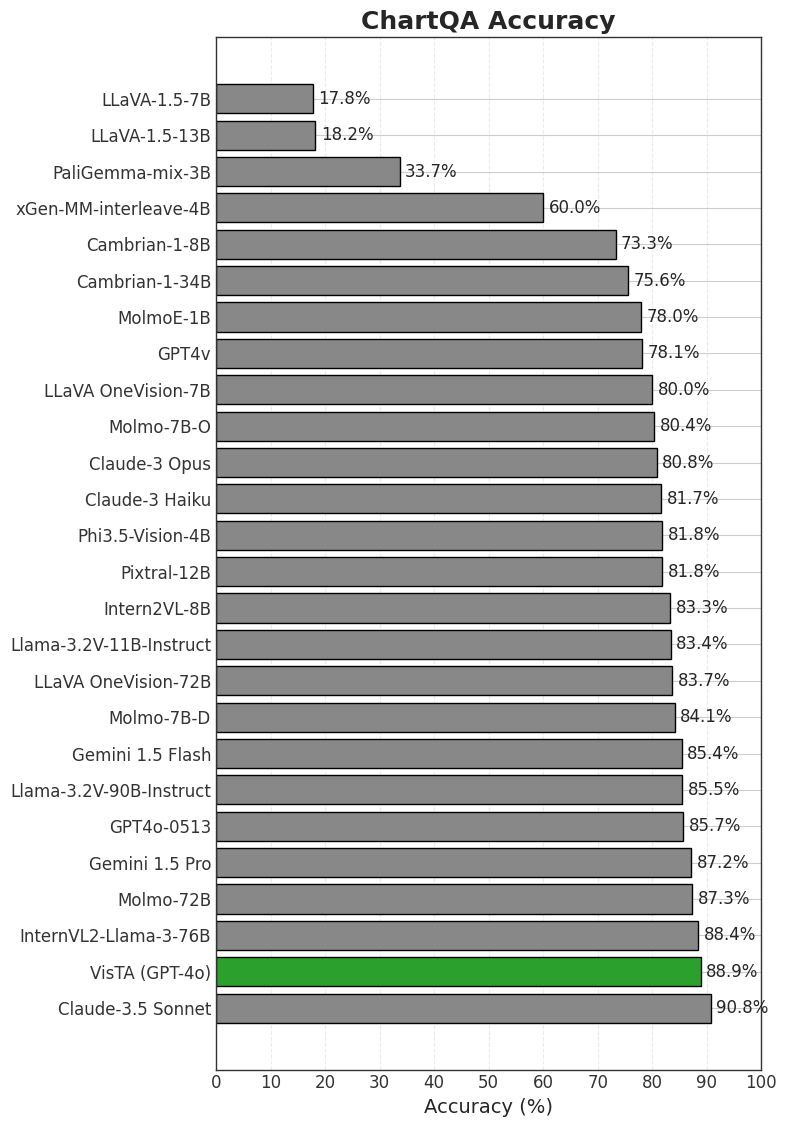 ChartQA Accuracy
LLaVA-1.5-7B 17.8%
LLaVA-1.5-13B 18.2%
PaliGemma-mix-3B 33.7%
xGen-MM-interleave-4B 60.0%
Cambrian-1-8B 73.3%
Cambrian-1-34B 75.6%
MolmoE-1B 78.0%
GPT4v 78.1%
LLaVA OneVision-7B 80.0%
Molmo-7B-O 80.4%
Claude-3 Opus 80.8%
Claude-3 Haiku 81.7%
Phi3.5-Vision-4B 81.8%
Pixtral-12B 81.8%
Intern2VL-8B 83.3%
Llama-3.2V-11B-Instruct 83.4%
LLaVA OneVision-72B 83.7%
Molmo-7B-D 84.1%
Gemini 1.5 Flash 85.4%
Llama-3.2V-90B-Instruct 85.5%
GPT4o-0513 85.7%
Gemini 1.5 Pro 87.2%
Molmo-72B 87.3%
InternVL2-Llama-3-76B 88.4%
VisTA (GPT-4o) 88.9%
Claude-3.5 Sonnet 90.8%
0 10 20 30 40 50 60 70 80 90 100
Accuracy (%)